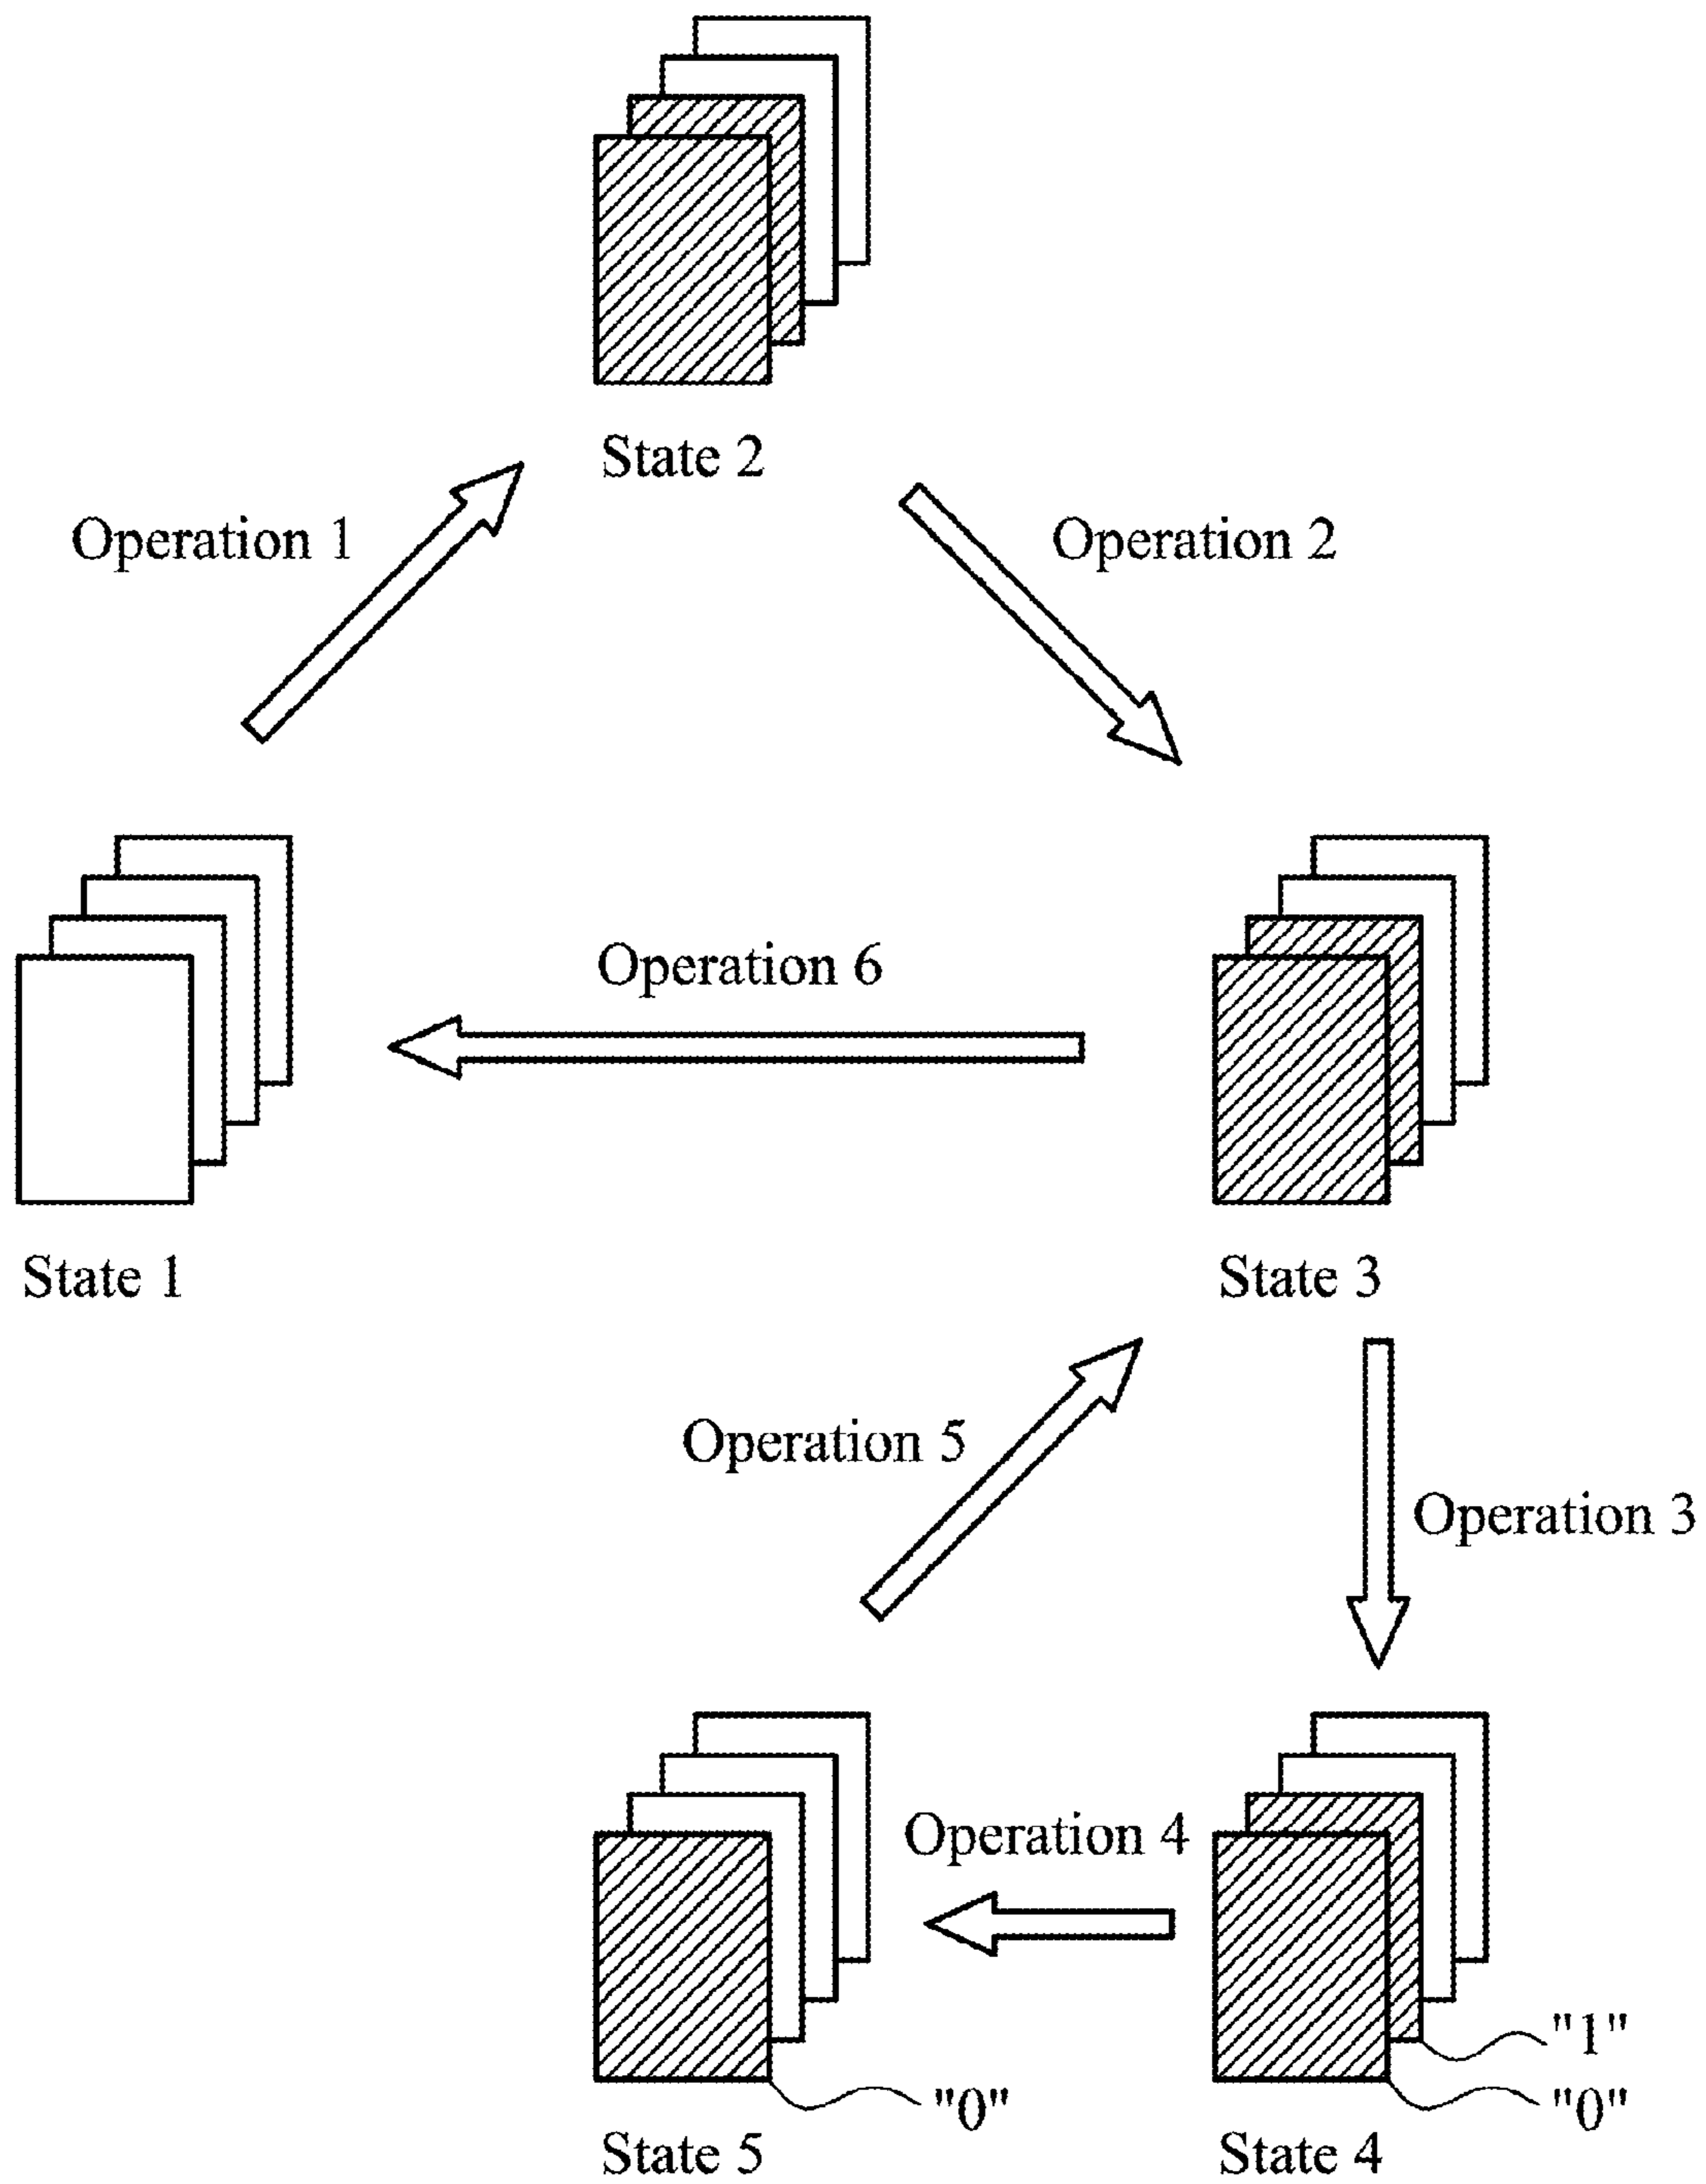 State 2
Operation 1
Operation 2
Operation 6
State 1
State 3
Operation 5
Operation 3
Operation 4
"1"
"0"
"0"
State 5
State 4